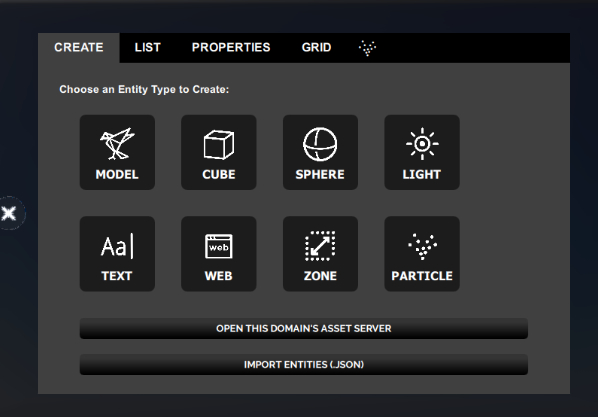 CREATE LIST PROPERTIES GRID
Choose an Entity Type to Create:
MODEL CUBE SPHERE LIGHT
Aa web
TEXT WEB ZONE PARTICLE
OPEN THIS DOMAIN'S ASSET SERVER
IMPORT ENTITIES (.JSON)